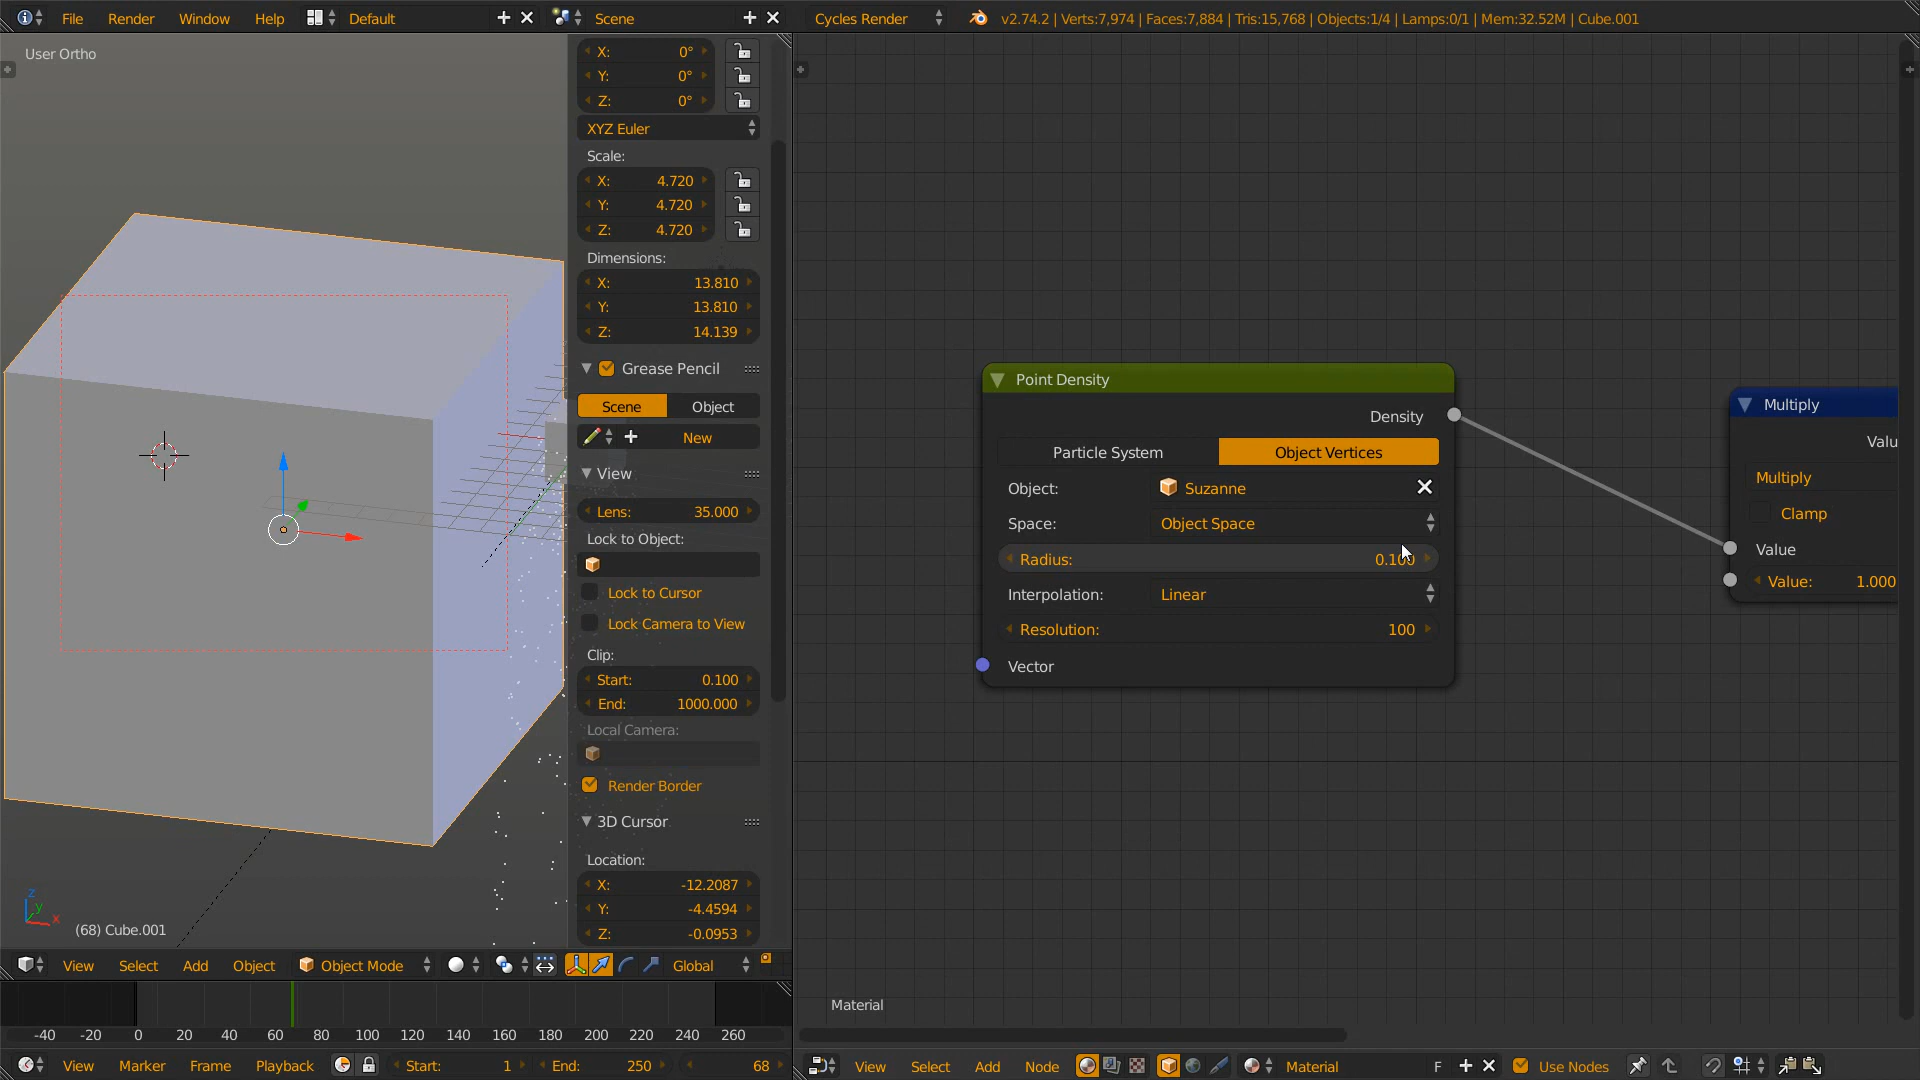 File Render Window Help Default Scene Cycles Render v2.74.2 | Verts:7,974 | Faces:7,884 | Tris:15,768 | Objects:1/4 | Lamps:0/1 | Mem:32.52M | Cube.001
User Ortho
X: 0°
Y: 0°
Z: 0°
XYZ Euler
Scale:
X: 4.720
Y: 4.720
Z: 4.720
Dimensions:
X: 13.810
Y: 13.810
Z: 14.139
Grease Pencil
Scene Object
New
View
Lens: 35.000
Lock to Object:
Lock to Cursor
Lock Camera to View
Clip:
Start: 0.100
End: 1000.000
Local Camera:
Render Border
3D Cursor
Location:
X: -12.2087
Y: -4.4594
Z: -0.0953
z
y
x
(68) Cube.001
View Select Add Object Object Mode Global
-40 -20 0 20 40 60 80 100 120 140 160 180 200 220 240 260
View Marker Frame Playback Start: 1 End: 250 68
Point Density
Density
Particle System Object Vertices
Object: Suzanne
Space: Object Space
Radius: 0.100
Interpolation: Linear
Resolution: 100
Vector
Multiply
Valu
Multiply
Clamp
Value
Value: 1.000
Material
View Select Add Node Material F Use Nodes